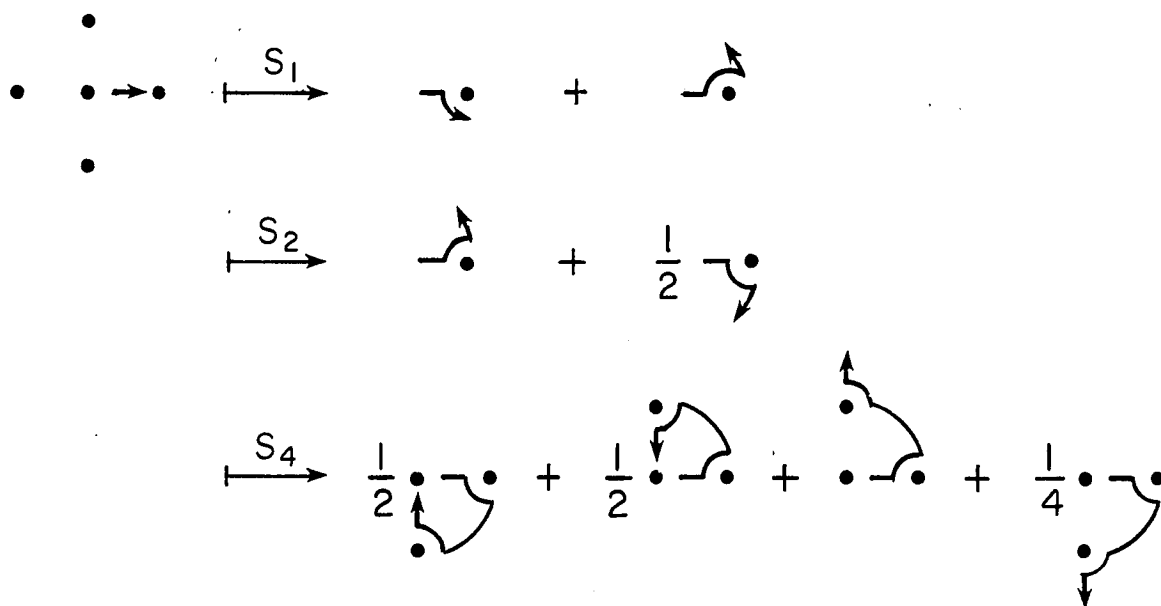 S₁ +
S₂ + 1/2
S₄ 1/2 + 1/2 + + 1/4